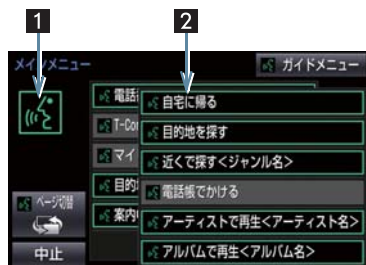 1
2
メインメニュー
ガイドメニュー
電話
T-Con
マイ
目的
案内
自宅に帰る
目的地を探す
近くで探す<ジャンル名>
電話帳でかける
アーティストで再生<アーティスト名>
アルバムで再生<アルバム名>
ページ切替
中止